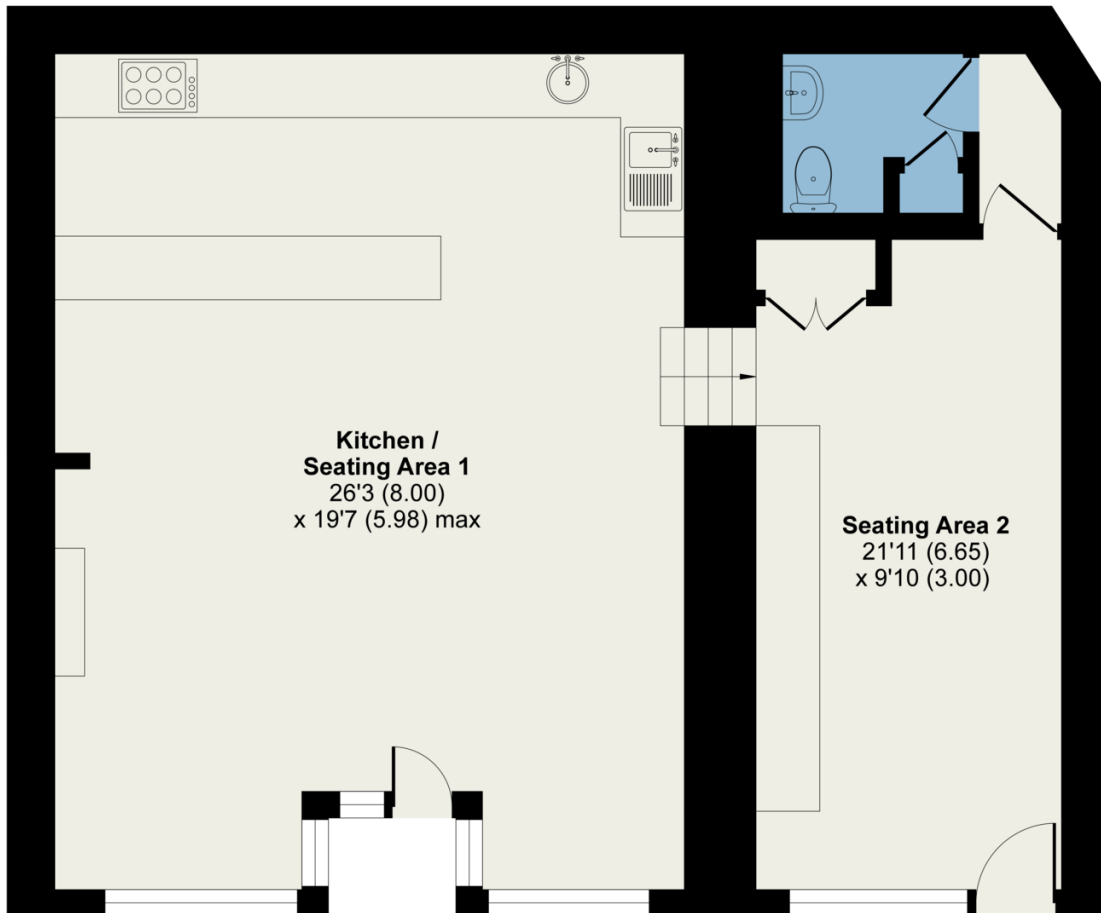 Kitchen /
Seating Area 1
26'3 (8.00)
x 19'7 (5.98) max
Seating Area 2
21'11 (6.65)
x 9'10 (3.00)